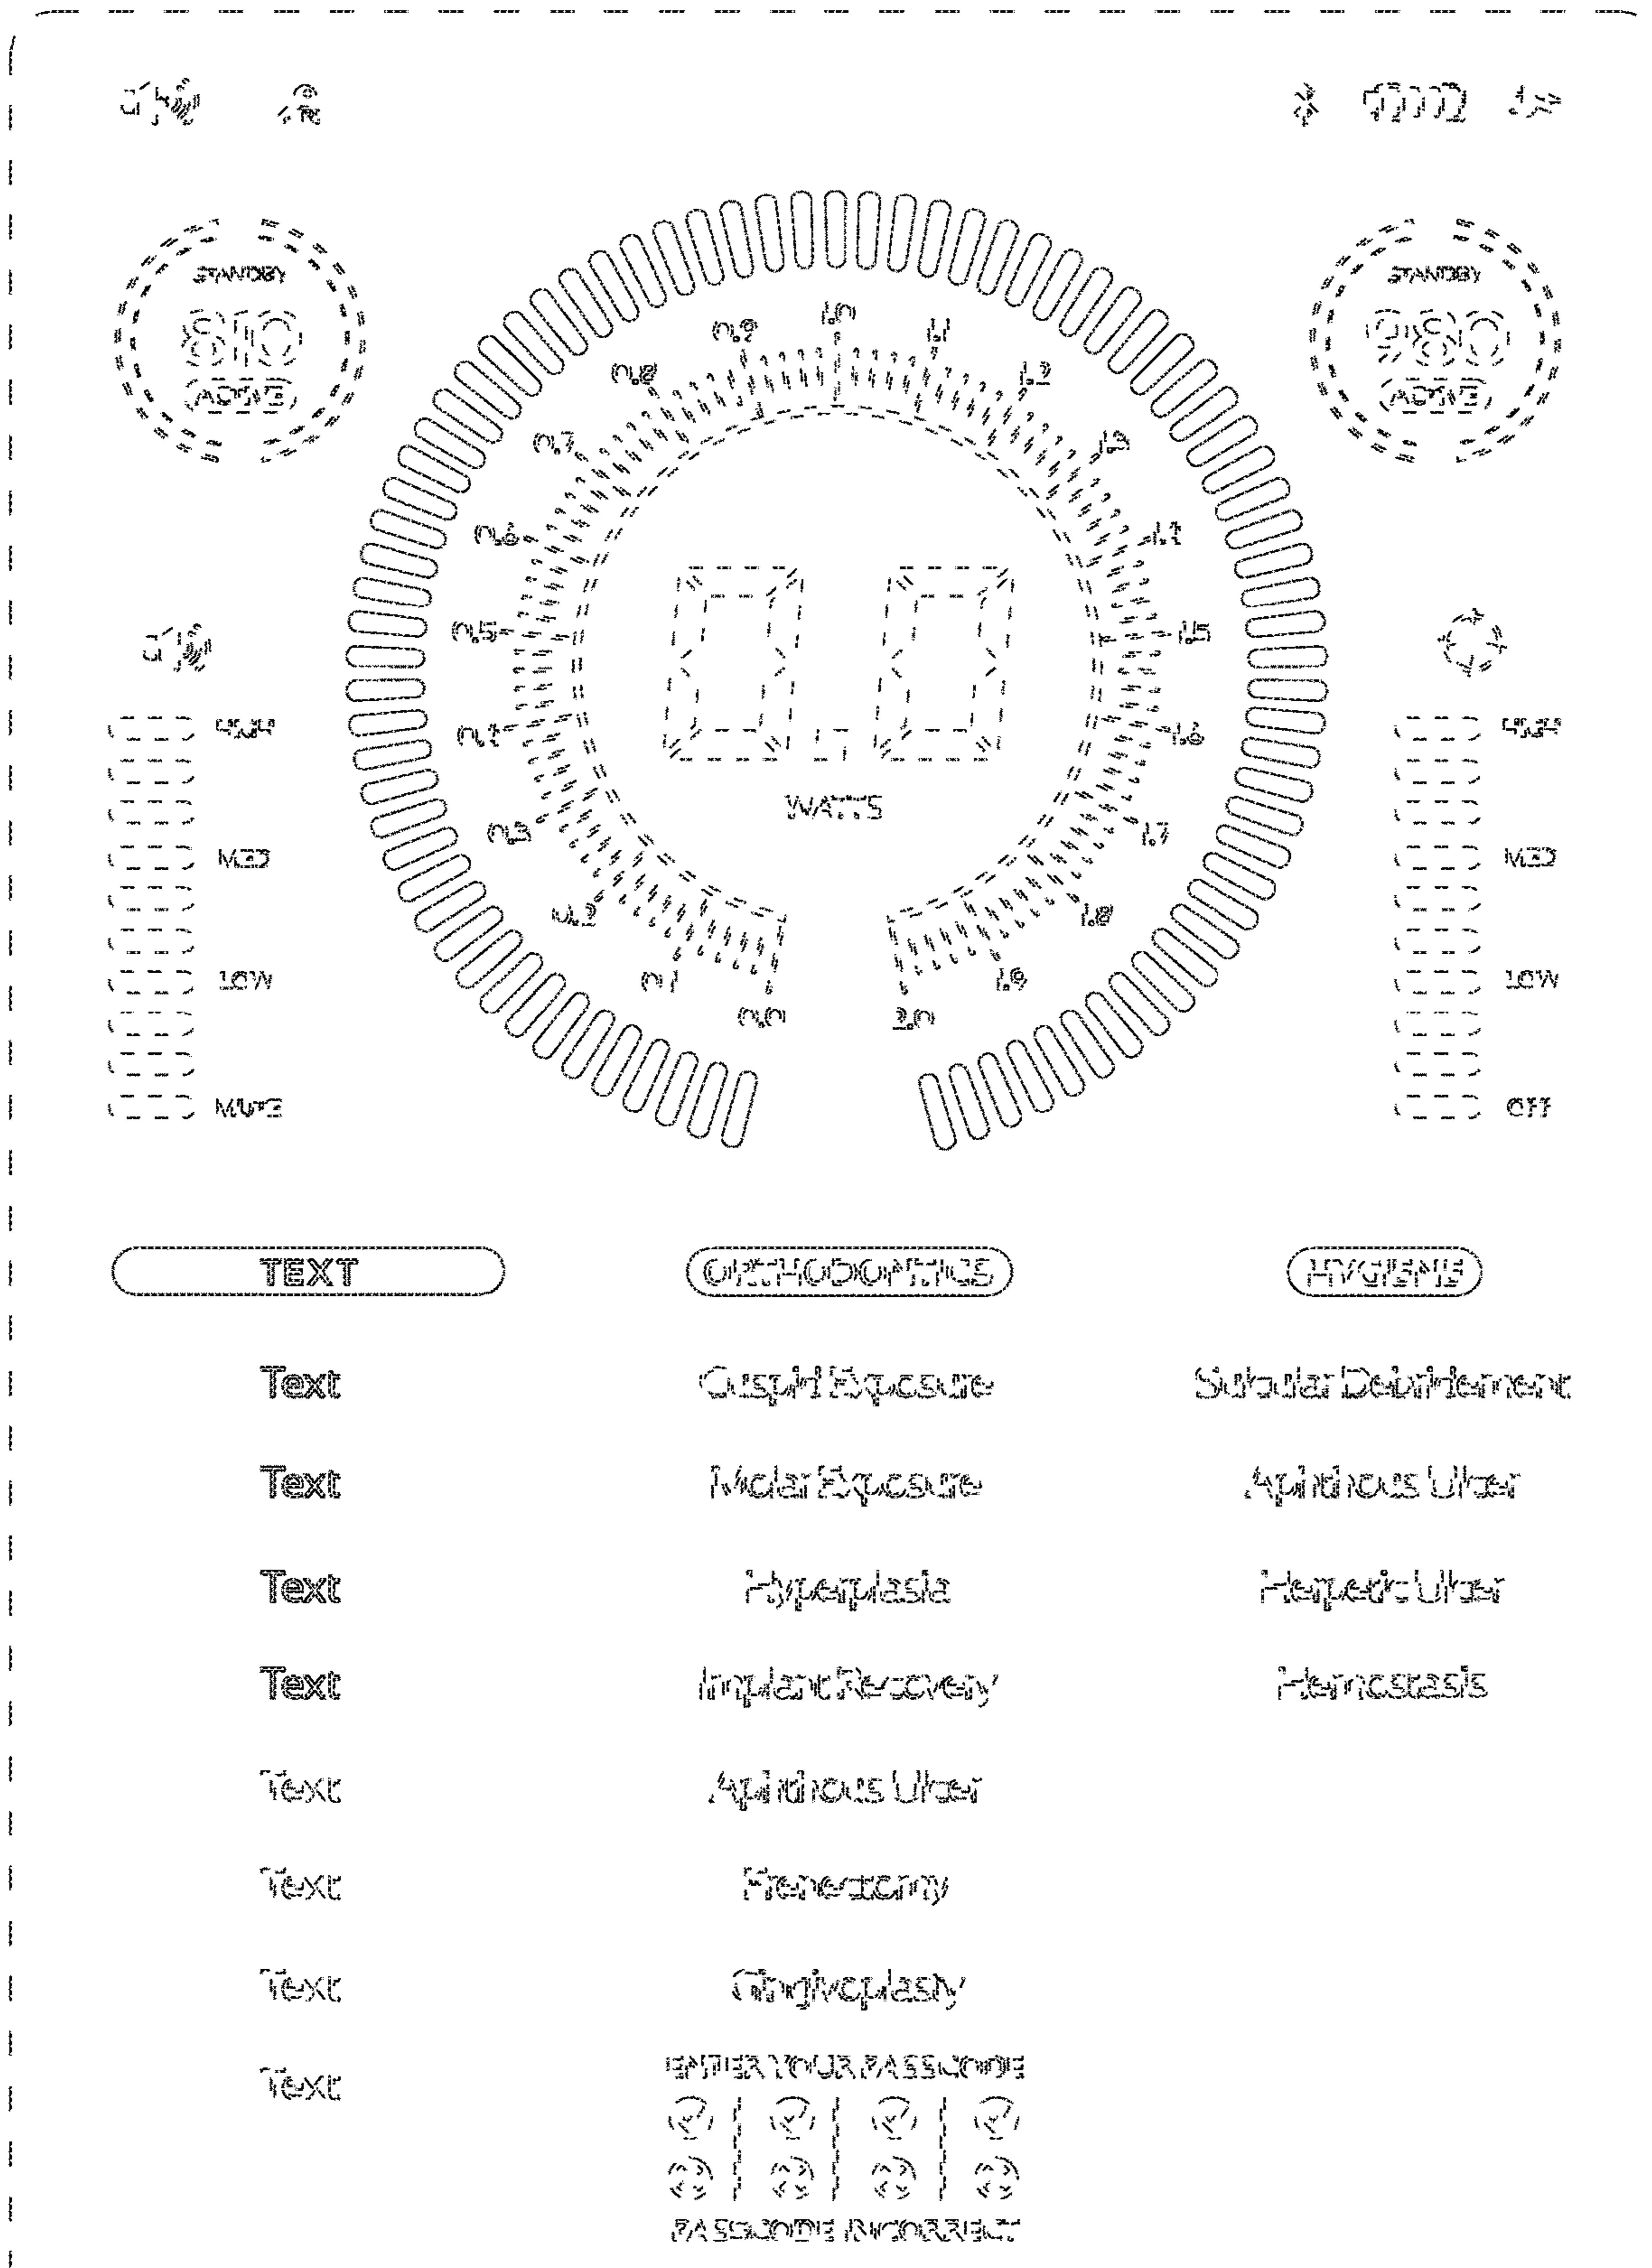 STANDBY
810
ACTIVE
STANDBY
980
ACTIVE
1.0
0.9
1.1
0.8
1.2
0.7
1.3
0.6
1.4
0.5
1.5
0.4
1.6
0.3
1.7
0.2
1.8
0.1
1.9
0.0
2.0
0.0
WATTS
HIGH
MED
LOW
MUTE
HIGH
MED
LOW
OFF
TEXT
Text
Text
Text
Text
Text
Text
Text
Text
ORTHODONTICS
Cuspid Exposure
Molar Exposure
Hyperplasia
Implant Recovery
Aphthous Ulcer
Frenectomy
Gingivoplasty
HYGIENE
Sulcular Debridement
Aphthous Ulcer
Herpetic Ulcer
Hemostasis
ENTER YOUR PASSCODE
PASSCODE INCORRECT